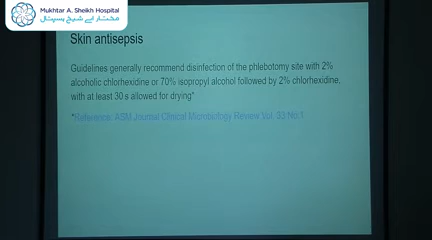 Mukhtar A. Sheikh Hospital
مختار اے شیخ ہسپتال
Skin antisepsis
Guidelines generally recommend disinfection of the phlebotomy site with 2%
alcoholic chlorhexidine or 70% isopropyl alcohol followed by 2% chlorhexidine,
with at least 30 s allowed for drying*
*Reference: ASM Journal Clinical Microbiology Review Vol. 33 No.1